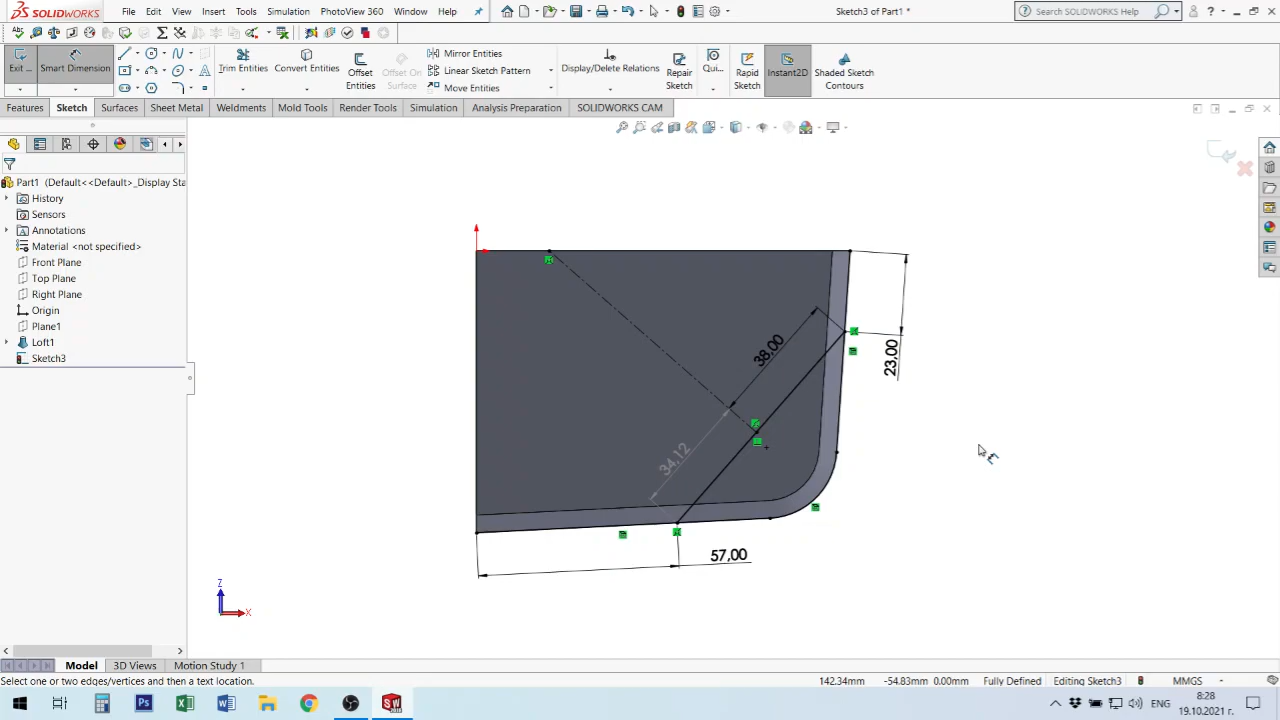 SOLIDWORKS
File Edit View Insert Tools Simulation PhotoView 360 Window Help
Sketch3 of Part1 *
Search SOLIDWORKS Help
Exit ...
Smart Dimension
Trim Entities
Convert Entities
Offset Entities
Offset On Surface
Mirror Entities
Linear Sketch Pattern
Move Entities
Display/Delete Relations
Repair Sketch
Qui...
Rapid Sketch
Instant2D
Shaded Sketch Contours
Features Sketch Surfaces Sheet Metal Weldments Mold Tools Render Tools Simulation Analysis Preparation SOLIDWORKS CAM
Part1 (Default<<Default>_Display Sta
History
Sensors
Annotations
Material <not specified>
Front Plane
Top Plane
Right Plane
Origin
Plane1
Loft1
Sketch3
38,00
23,00
34,12
57,00
Z
X
Model 3D Views Motion Study 1
Select one or two edges/vertices and then a text location.
142.34mm -54.83mm 0.00mm Fully Defined Editing Sketch3 MMGS
ENG
8:28
19.10.2021 г.